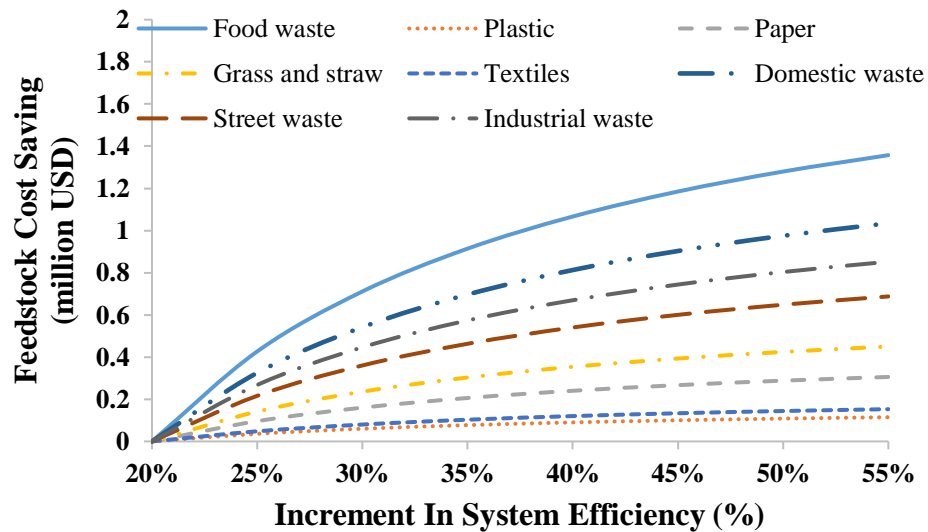 Feedstock Cost Saving
(million USD)
2
1.8
1.6
1.4
1.2
1
0.8
0.6
0.4
0.2
0
Food waste Plastic Paper
Grass and straw Textiles Domestic waste
Street waste Industrial waste
20% 25% 30% 35% 40% 45% 50% 55%
Increment In System Efficiency (%)